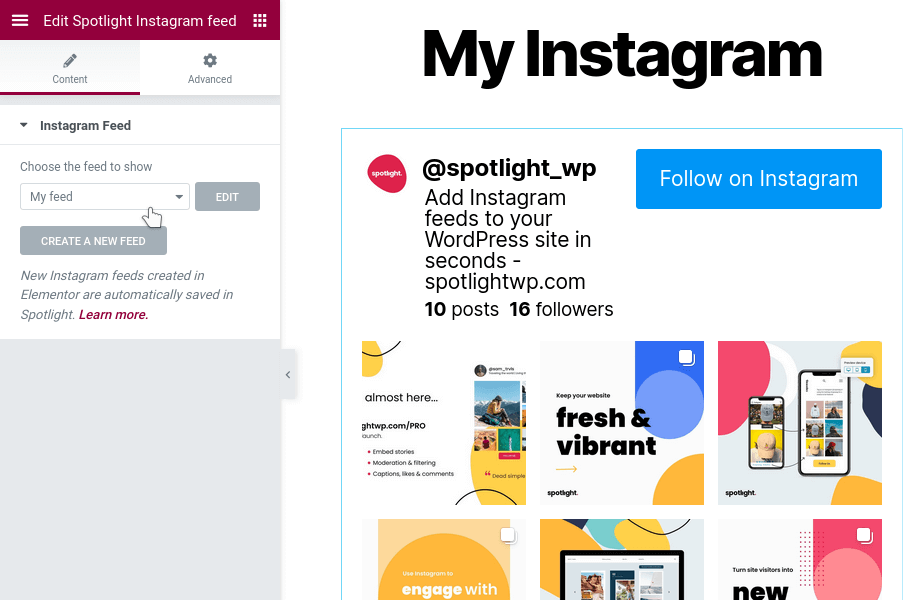 Edit Spotlight Instagram feed
Content
Advanced
Instagram Feed
Choose the feed to show
My feed
EDIT
CREATE A NEW FEED
New Instagram feeds created in
Elementor are automatically saved in
Spotlight. Learn more.
My Instagram
spotlight.
@spotlight_wp
Add Instagram
feeds to your
WordPress site in
seconds -
spotlightwp.com
10 posts 16 followers
Follow on Instagram
@sam_trvls
almost here...
ghtwp.com/PRO
launch.
Embed stories
Moderation & filtering
Captions, likes & comments
Dead simple
Keep your website
fresh &
vibrant
spotlight.
Preview device
spotlight.
Use Instagram to
engage with
Turn site visitors into
new